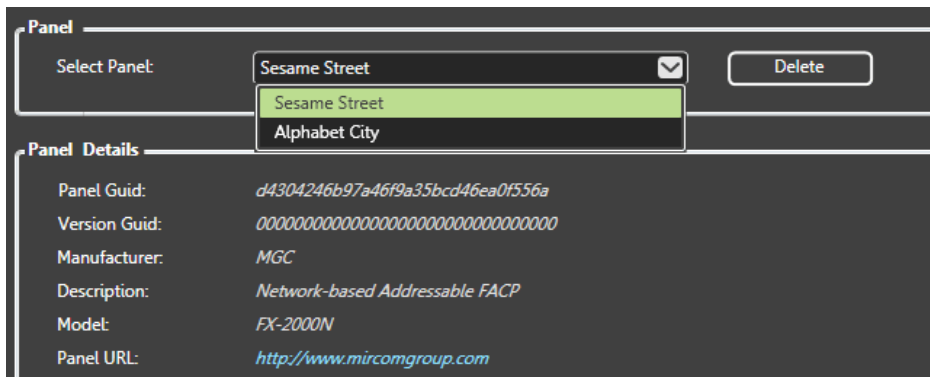 Panel
Select Panel: Sesame Street Delete
Sesame Street
Alphabet City
Panel Details
Panel Guid: d4304246b97a46f9a35bcd46ea0f556a
Version Guid: 00000000000000000000000000000000
Manufacturer: MGC
Description: Network-based Addressable FACP
Model: FX-2000N
Panel URL: http://www.mircomgroup.com